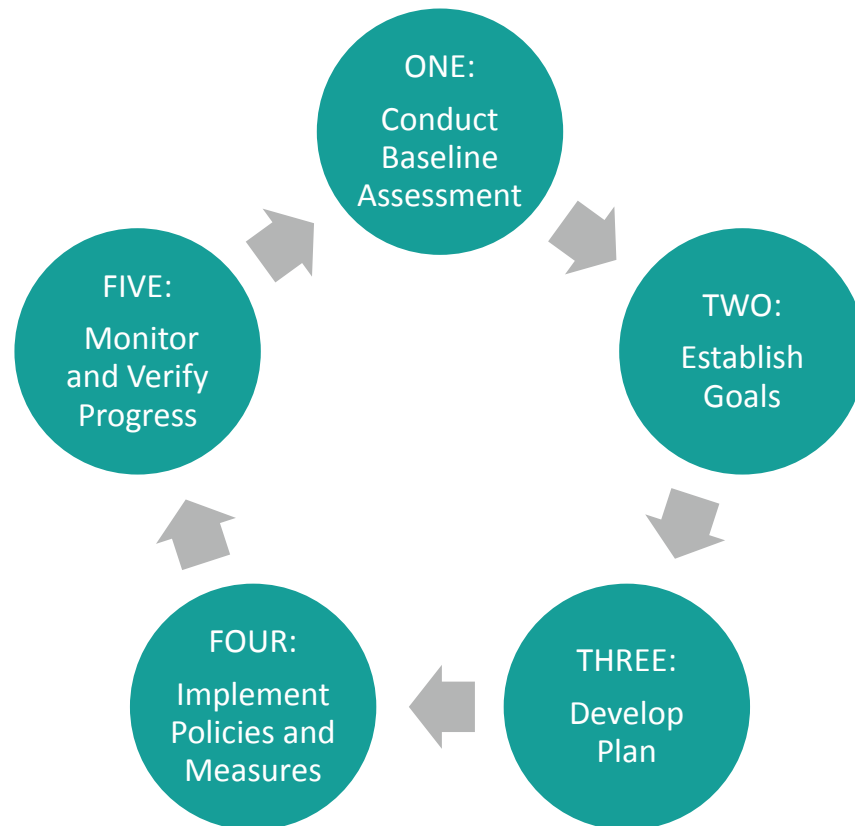 ONE:
Conduct
Baseline
Assessment
TWO:
Establish
Goals
THREE:
Develop
Plan
FOUR:
Implement
Policies and
Measures
FIVE:
Monitor
and Verify
Progress